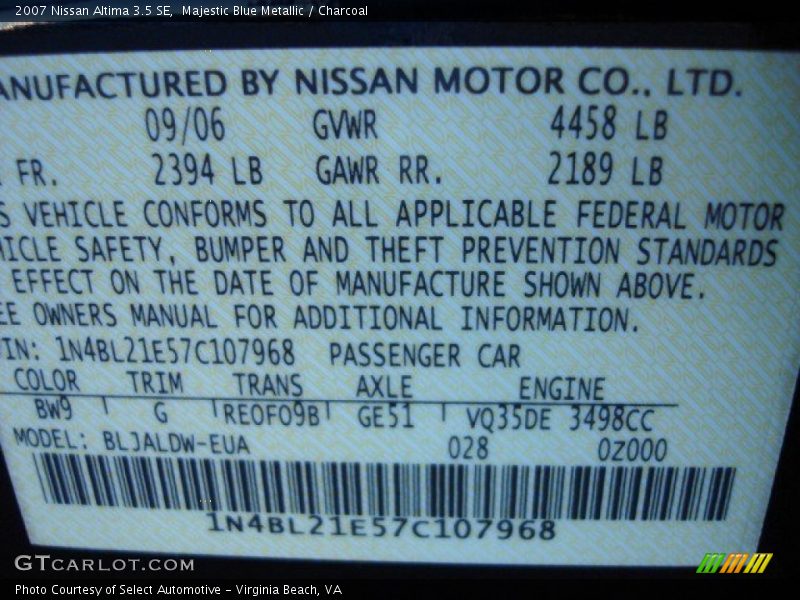 2007 Nissan Altima 3.5 SE, Majestic Blue Metallic / Charcoal
ANUFACTURED BY NISSAN MOTOR CO., LTD.
09/06 GVWR 4458 LB
FR. 2394 LB GAWR RR. 2189 LB
S VEHICLE CONFORMS TO ALL APPLICABLE FEDERAL MOTOR
ICLE SAFETY, BUMPER AND THEFT PREVENTION STANDARDS
EFFECT ON THE DATE OF MANUFACTURE SHOWN ABOVE.
EE OWNERS MANUAL FOR ADDITIONAL INFORMATION.
IN: 1N4BL21E57C107968 PASSENGER CAR
COLOR TRIM TRANS AXLE ENGINE
BW9 G RE0F09B GE51 VQ35DE 3498CC
MODEL: BLJALDW-EUA 028 0Z000
1N4BL21E57C107968
GTCARLOT.COM
Photo Courtesy of Select Automotive - Virginia Beach, VA